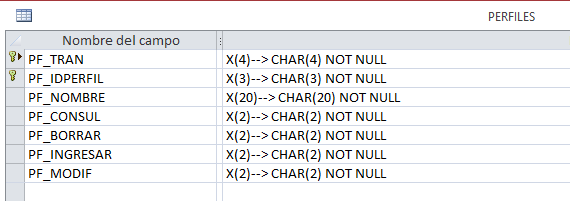 PERFILES
Nombre del campo
PF_TRAN X(4)--> CHAR(4) NOT NULL
PF_IDPERFIL X(3)--> CHAR(3) NOT NULL
PF_NOMBRE X(20)--> CHAR(20) NOT NULL
PF_CONSUL X(2)--> CHAR(2) NOT NULL
PF_BORRAR X(2)--> CHAR(2) NOT NULL
PF_INGRESAR X(2)--> CHAR(2) NOT NULL
PF_MODIF X(2)--> CHAR(2) NOT NULL